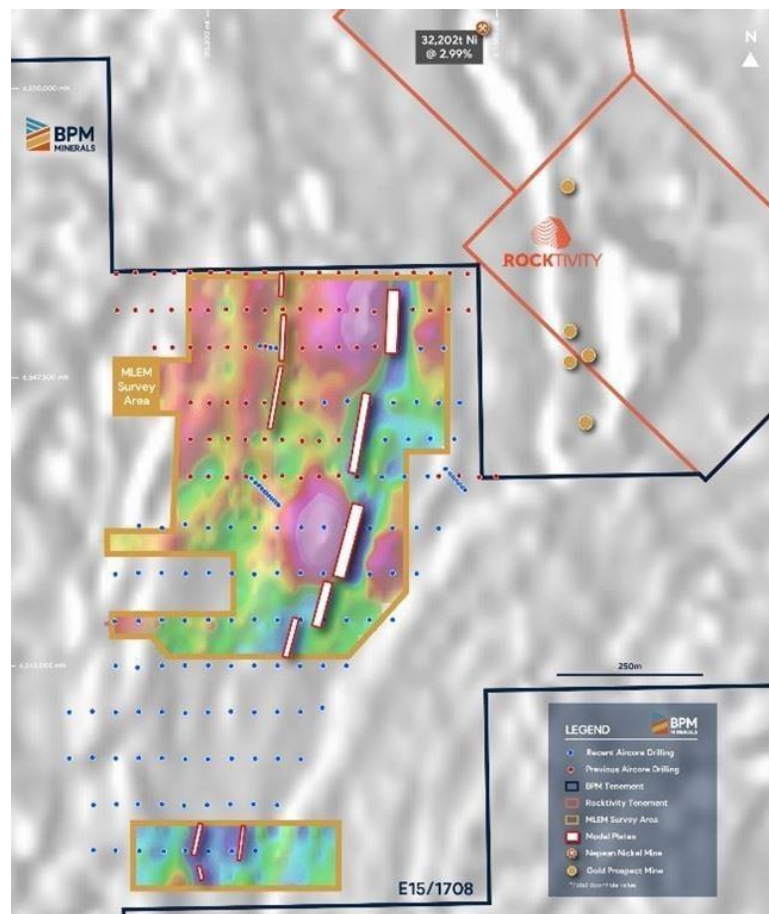 32,202t Ni
@ 2.99%
N
BPM
MINERALS
ROCKTIVITY
MLEM
Survey
Area
250m
LEGEND
BPM
MINERALS
Recent Aircore Drilling
Previous Aircore Drilling
BPM Tenement
Rocktivity Tenement
MLEM Survey Area
Model Plates
Nepean Nickel Mine
Gold Prospect Mine
E15/1708